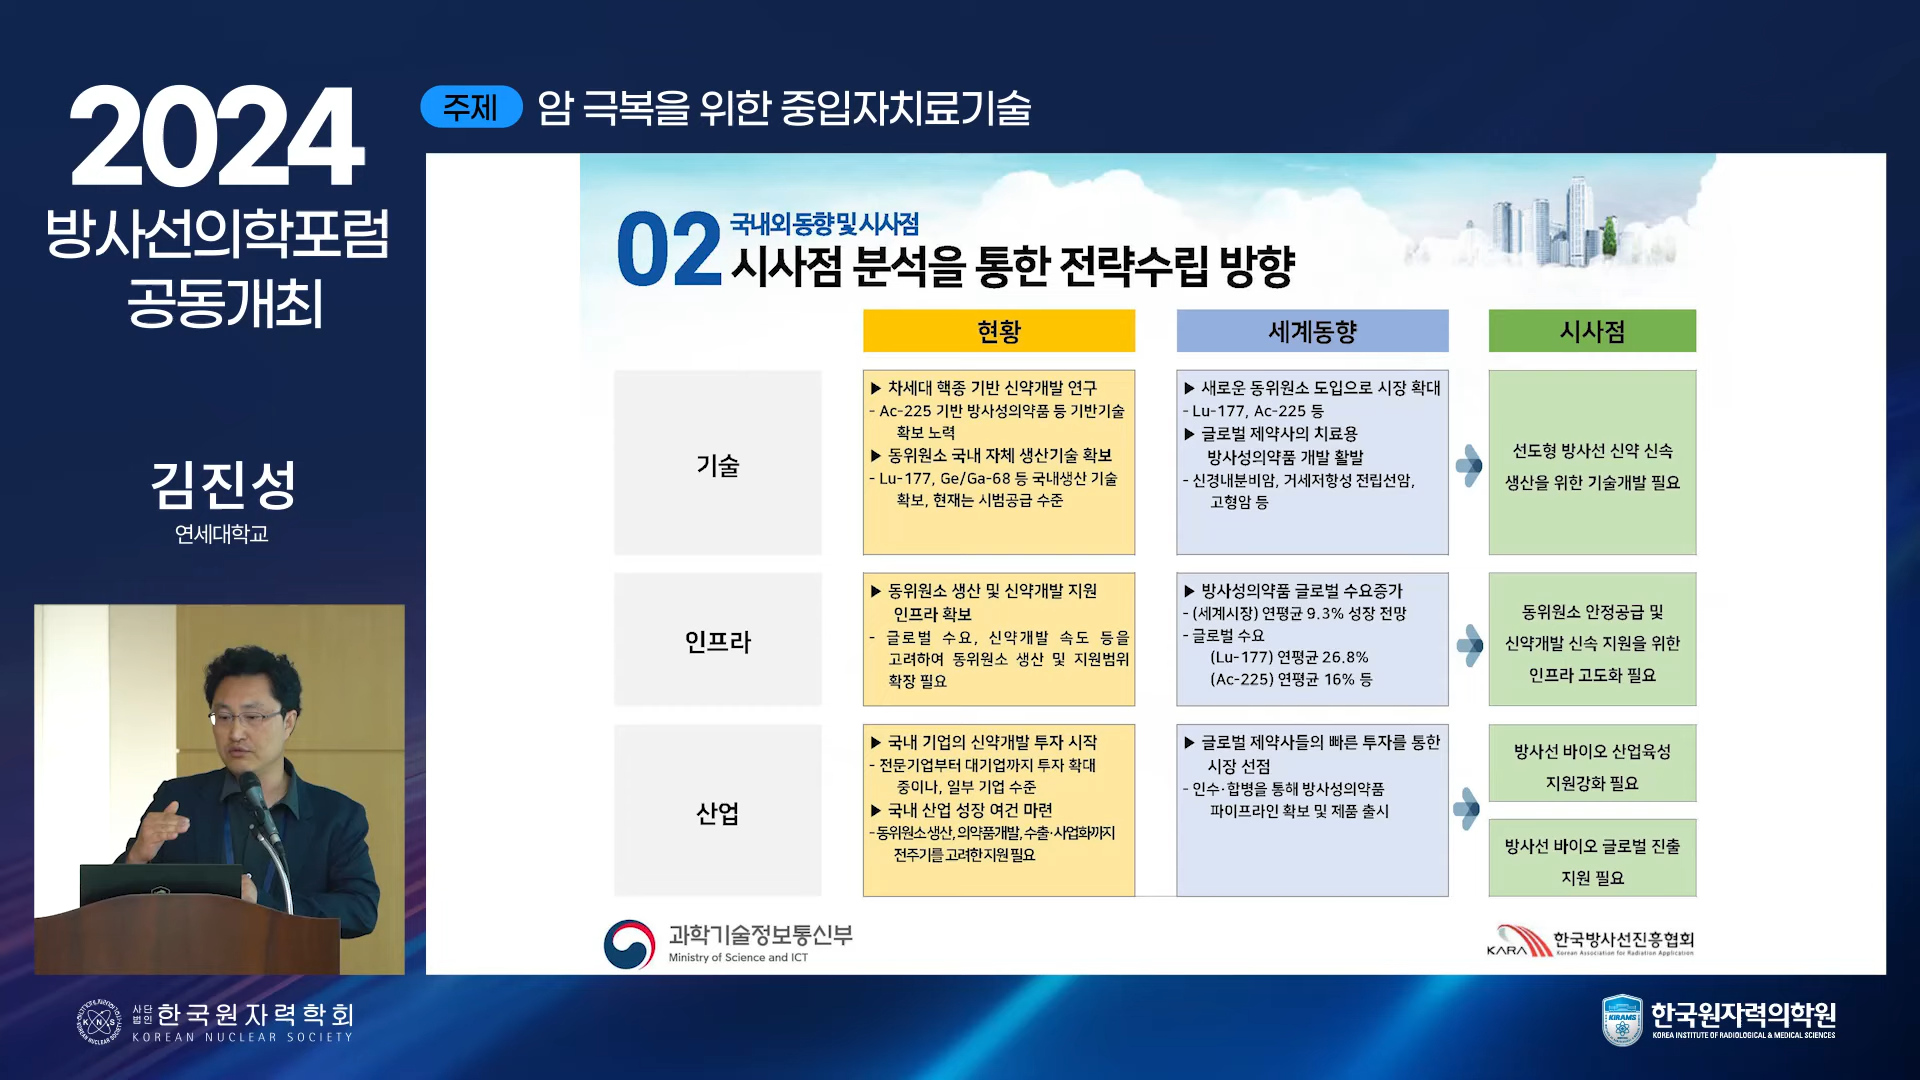 2024
방사선의학포럼
공동개최
김진성
연세대학교
주제 암 극복을 위한 중입자치료기술
02 국내외 동향 및 시사점
시사점 분석을 통한 전략수립 방향
현황
세계동향
시사점
기술
▶ 차세대 핵종 기반 신약개발 연구
- Ac-225 기반 방사성의약품 등 기반기술
확보 노력
▶ 동위원소 국내 자체 생산기술 확보
- Lu-177, Ge/Ga-68 등 국내생산 기술
확보, 현재는 시범공급 수준
▶ 새로운 동위원소 도입으로 시장 확대
- Lu-177, Ac-225 등
▶ 글로벌 제약사의 치료용
방사성의약품 개발 활발
- 신경내분비암, 거세저항성 전립선암,
고형암 등
선도형 방사선 신약 신속
생산을 위한 기술개발 필요
인프라
▶ 동위원소 생산 및 신약개발 지원
인프라 확보
- 글로벌 수요, 신약개발 속도 등을
고려하여 동위원소 생산 및 지원범위
확장 필요
▶ 방사성의약품 글로벌 수요증가
- (세계시장) 연평균 9.3% 성장 전망
- 글로벌 수요
(Lu-177) 연평균 26.8%
(Ac-225) 연평균 16% 등
동위원소 안정공급 및
신약개발 신속 지원을 위한
인프라 고도화 필요
산업
▶ 국내 기업의 신약개발 투자 시작
- 전문기업부터 대기업까지 투자 확대
중이나, 일부 기업 수준
▶ 국내 산업 성장 여건 마련
- 동위원소 생산, 의약품개발, 수출·사업화까지
전주기를 고려한 지원 필요
▶ 글로벌 제약사들의 빠른 투자를 통한
시장 선점
- 인수·합병을 통해 방사성의약품
파이프라인 확보 및 제품 출시
방사선 바이오 산업육성
지원강화 필요
방사선 바이오 글로벌 진출
지원 필요
과학기술정보통신부
Ministry of Science and ICT
KARA 한국방사선진흥협회
Korean Association for Radiation Application
KNS
사단법인 한국원자력학회
KOREAN NUCLEAR SOCIETY
KIRAMS
한국원자력의학원
KOREA INSTITUTE OF RADIOLOGICAL & MEDICAL SCIENCES